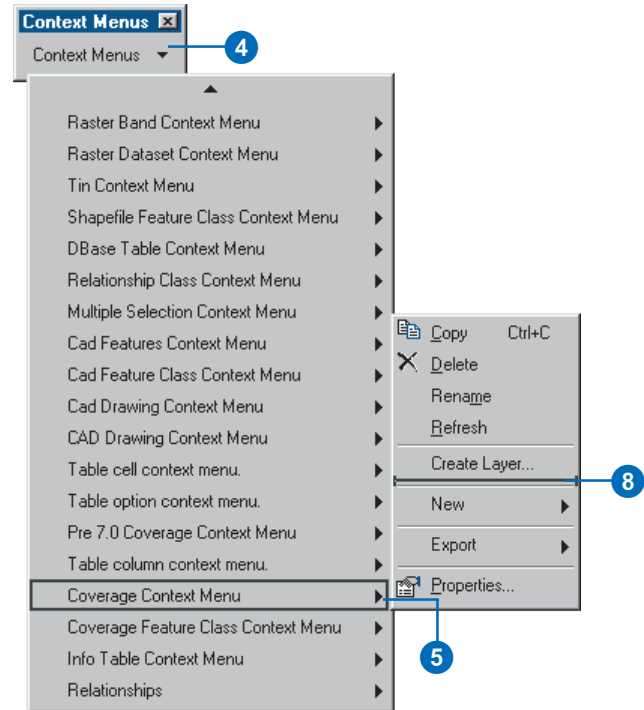 Context Menus
Context Menus
4
Raster Band Context Menu
Raster Dataset Context Menu
Tin Context Menu
Shapefile Feature Class Context Menu
DBase Table Context Menu
Relationship Class Context Menu
Multiple Selection Context Menu
Cad Features Context Menu
Cad Feature Class Context Menu
Cad Drawing Context Menu
CAD Drawing Context Menu
Table cell context menu.
Table option context menu.
Pre 7.0 Coverage Context Menu
Table column context menu.
Coverage Context Menu
Coverage Feature Class Context Menu
Info Table Context Menu
Relationships
Copy Ctrl+C
Delete
Rename
Refresh
Create Layer...
8
New
Export
Properties...
5